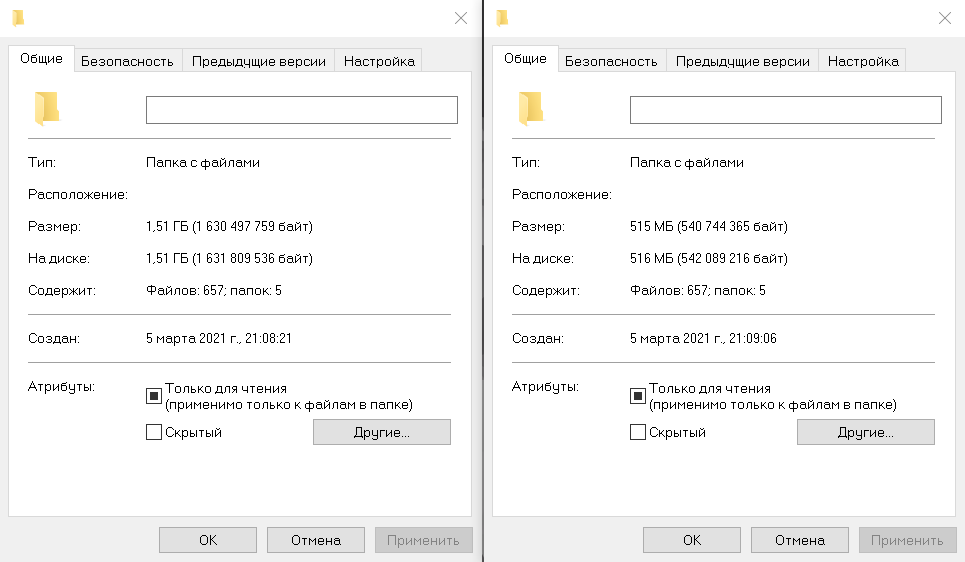 Общие
Безопасность
Предыдущие версии
Настройка
Тип: Папка с файлами
Расположение:
Размер: 1,51 ГБ (1 630 497 759 байт)
На диске: 1,51 ГБ (1 631 809 536 байт)
Содержит: Файлов: 657; папок: 5
Создан: 5 марта 2021 г., 21:08:21
Атрибуты: Только для чтения
(применимо только к файлам в папке)
Скрытый
Другие...
ОК
Отмена
Применить
Общие
Безопасность
Предыдущие версии
Настройка
Тип: Папка с файлами
Расположение:
Размер: 515 МБ (540 744 365 байт)
На диске: 516 МБ (542 089 216 байт)
Содержит: Файлов: 657; папок: 5
Создан: 5 марта 2021 г., 21:09:06
Атрибуты: Только для чтения
(применимо только к файлам в папке)
Скрытый
Другие...
ОК
Отмена
Применить